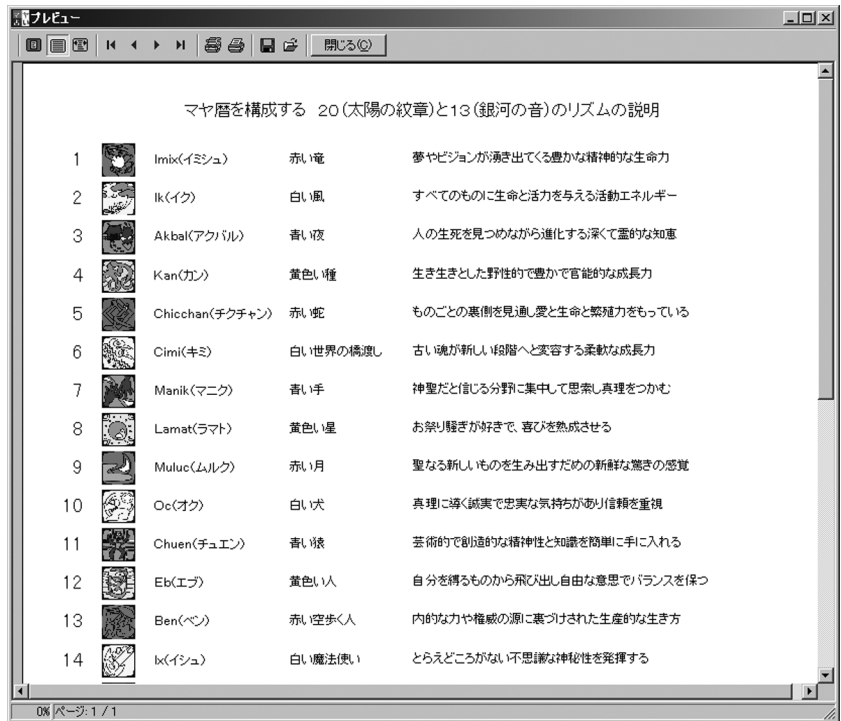 プレビュー
閉じる(C)
マヤ暦を構成する 20(太陽の紋章)と13(銀河の音)のリズムの説明
1 Imix(イミシュ) 赤い竜 夢やビジョンが湧き出てくる豊かな精神的な生命力
2 Ik(イク) 白い風 すべてのものに生命と活力を与える活動エネルギー
3 Akbal(アクバル) 青い夜 人の生死を見つめながら進化する深くて霊的な知恵
4 Kan(カン) 黄色い種 生き生きとした野性的で豊かで官能的な成長力
5 Chicchan(チクチャン) 赤い蛇 ものごとの裏側を見通し愛と生命と繁殖力をもっている
6 Cimi(キミ) 白い世界の橋渡し 古い魂が新しい段階へと変容する柔軟な成長力
7 Manik(マニク) 青い手 神聖だと信じる分野に集中して思索し真理をつかむ
8 Lamat(ラマト) 黄色い星 お祭り騒ぎが好きで、喜びを熟成させる
9 Muluc(ムルク) 赤い月 聖なる新しいものを生み出すだめの新鮮な驚きの感覚
10 Oc(オク) 白い犬 真理に導く誠実で忠実な気持ちがあり信頼を重視
11 Chuen(チュエン) 青い猿 芸術的で創造的な精神性と知識を簡単に手に入れる
12 Eb(エブ) 黄色い人 自分を縛るものから飛び出し自由な意思でバランスを保つ
13 Ben(ベン) 赤い空歩く人 内的な力や権威の源に裏づけされた生産的な生き方
14 Ix(イシュ) 白い魔法使い とらえどころがない不思議な神秘性を発揮する
0% ページ: 1 / 1